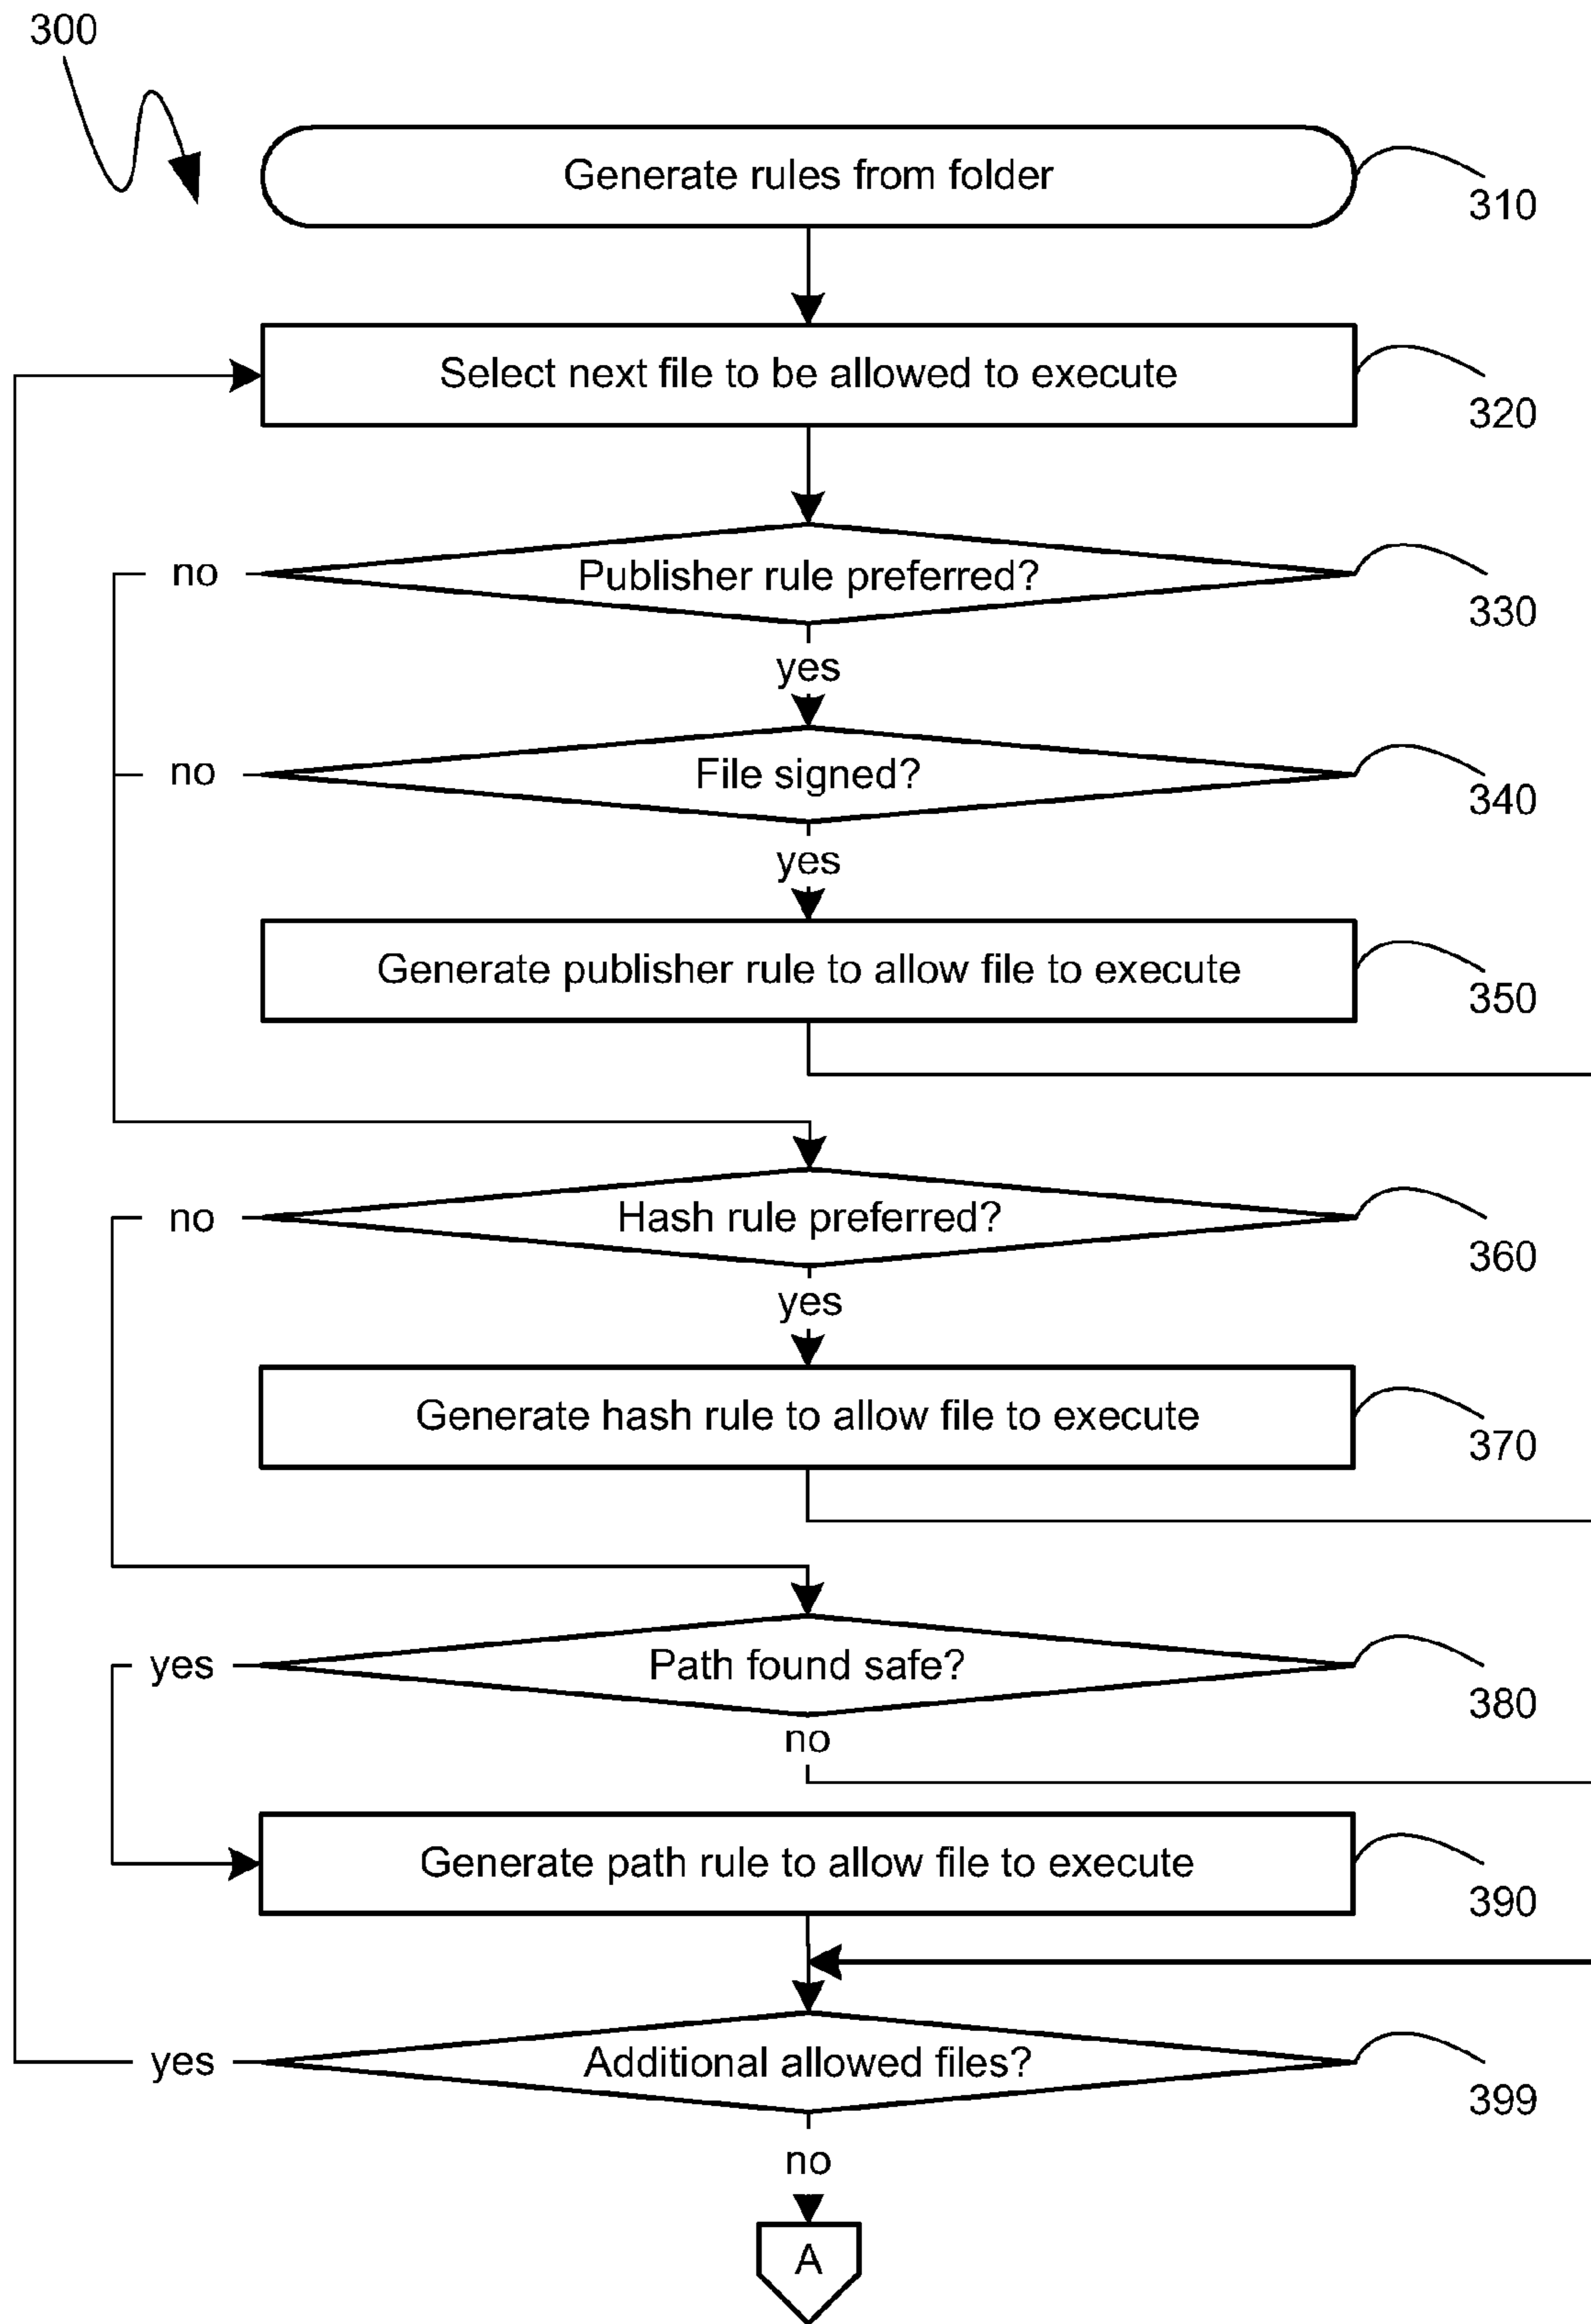 300
Generate rules from folder
310
Select next file to be allowed to execute
320
no
Publisher rule preferred?
330
yes
no
File signed?
340
yes
Generate publisher rule to allow file to execute
350
no
Hash rule preferred?
360
yes
Generate hash rule to allow file to execute
370
yes
Path found safe?
380
no
Generate path rule to allow file to execute
390
yes
Additional allowed files?
399
no
A